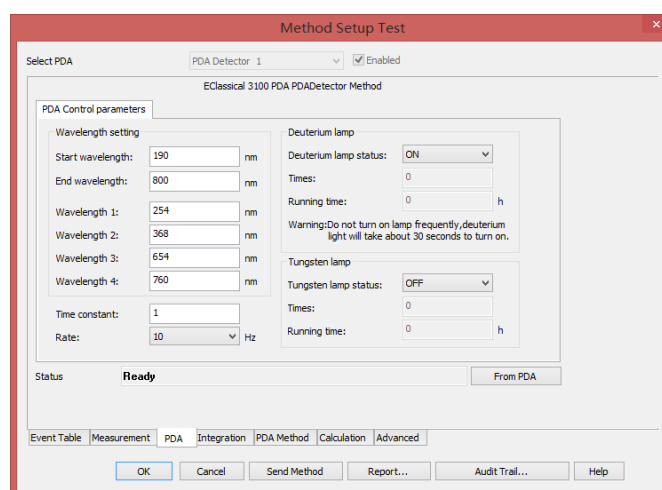 Method Setup Test
Select PDA PDA Detector 1 Enabled
EClassical 3100 PDA PDADetector Method
PDA Control parameters
Wavelength setting
Start wavelength: 190 nm
End wavelength: 800 nm
Wavelength 1: 254 nm
Wavelength 2: 368 nm
Wavelength 3: 654 nm
Wavelength 4: 760 nm
Time constant: 1
Rate: 10 Hz
Deuterium lamp
Deuterium lamp status: ON
Times: 0
Running time: 0 h
Warning:Do not turn on lamp frequently,deuterium
light will take about 30 seconds to turn on.
Tungsten lamp
Tungsten lamp status: OFF
Times: 0
Running time: 0 h
Status Ready From PDA
Event Table Measurement PDA Integration PDA Method Calculation Advanced
OK Cancel Send Method Report... Audit Trail... Help